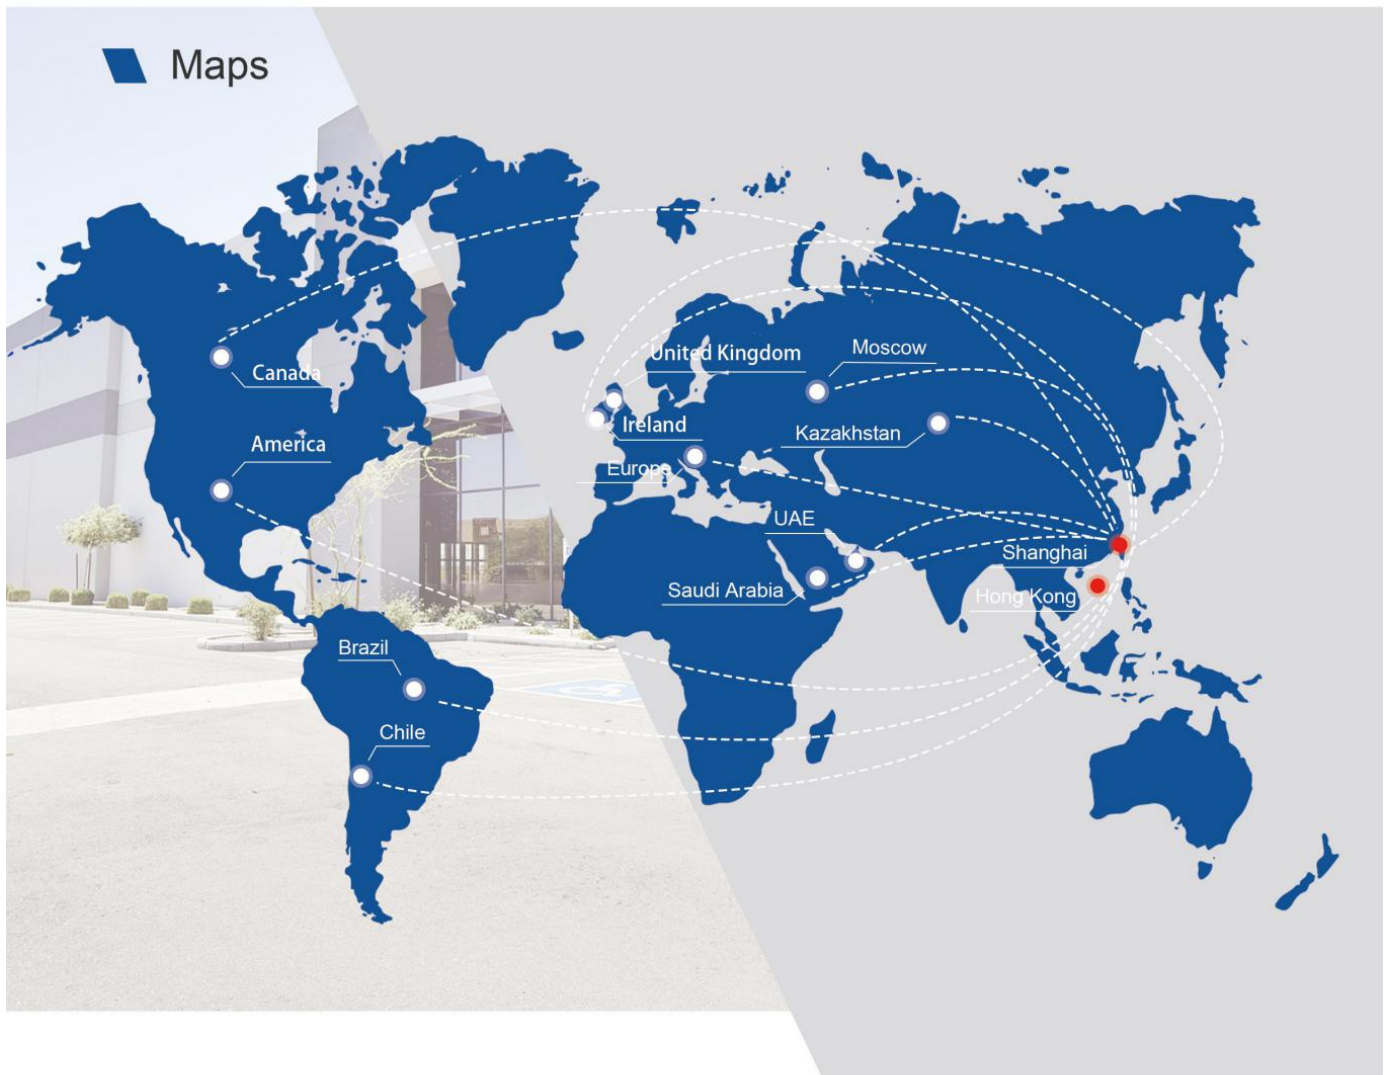 Maps
United Kingdom
Moscow
Canada
America
Ireland
Kazakhstan
Europe
UAE
Shanghai
Saudi Arabia
Hong Kong
Brazil
Chile